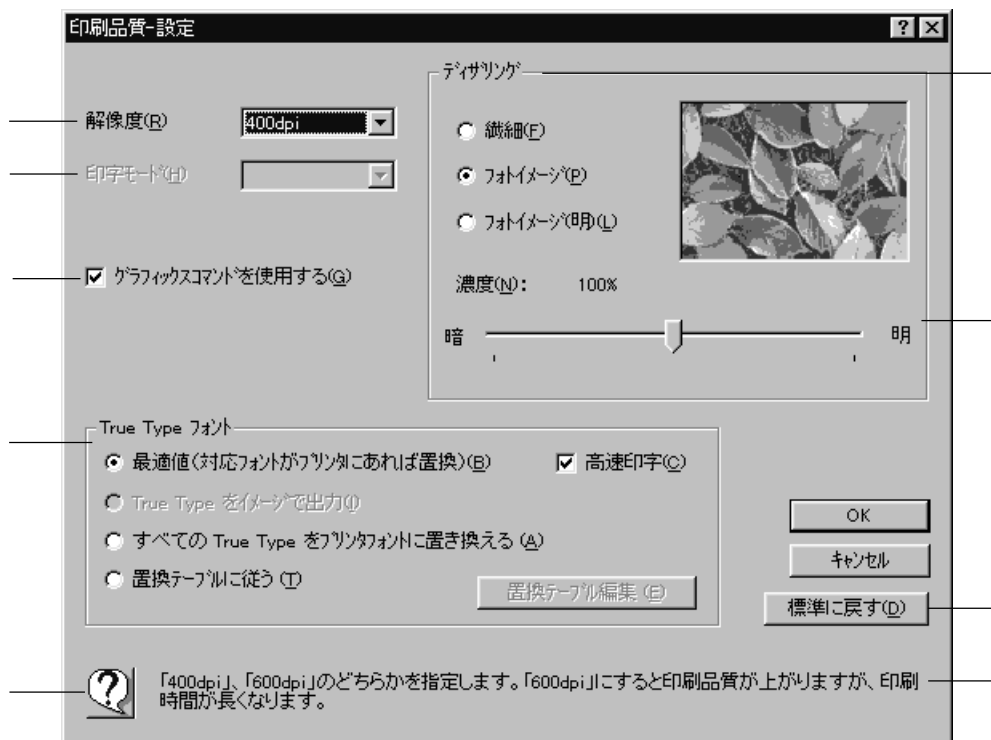 印刷品質-設定
ディザリング
解像度(R)
400dpi
繊細(F)
印字モード(H)
フォトイメージ(P)
フォトイメージ(明)(L)
グラフィックスコマンドを使用する(G)
濃度(N): 100%
暗
明
True Type フォント
最適値(対応フォントがプリンタにあれば置換)(B)
高速印字(C)
True Type をイメージで出力(I)
すべての True Type をプリンタフォントに置き換える (A)
置換テーブルに従う (T)
置換テーブル編集 (E)
OK
キャンセル
標準に戻す(D)
「400dpi」、「600dpi」のどちらかを指定します。「600dpi」にすると印刷品質が上がりますが、印刷
時間が長くなります。